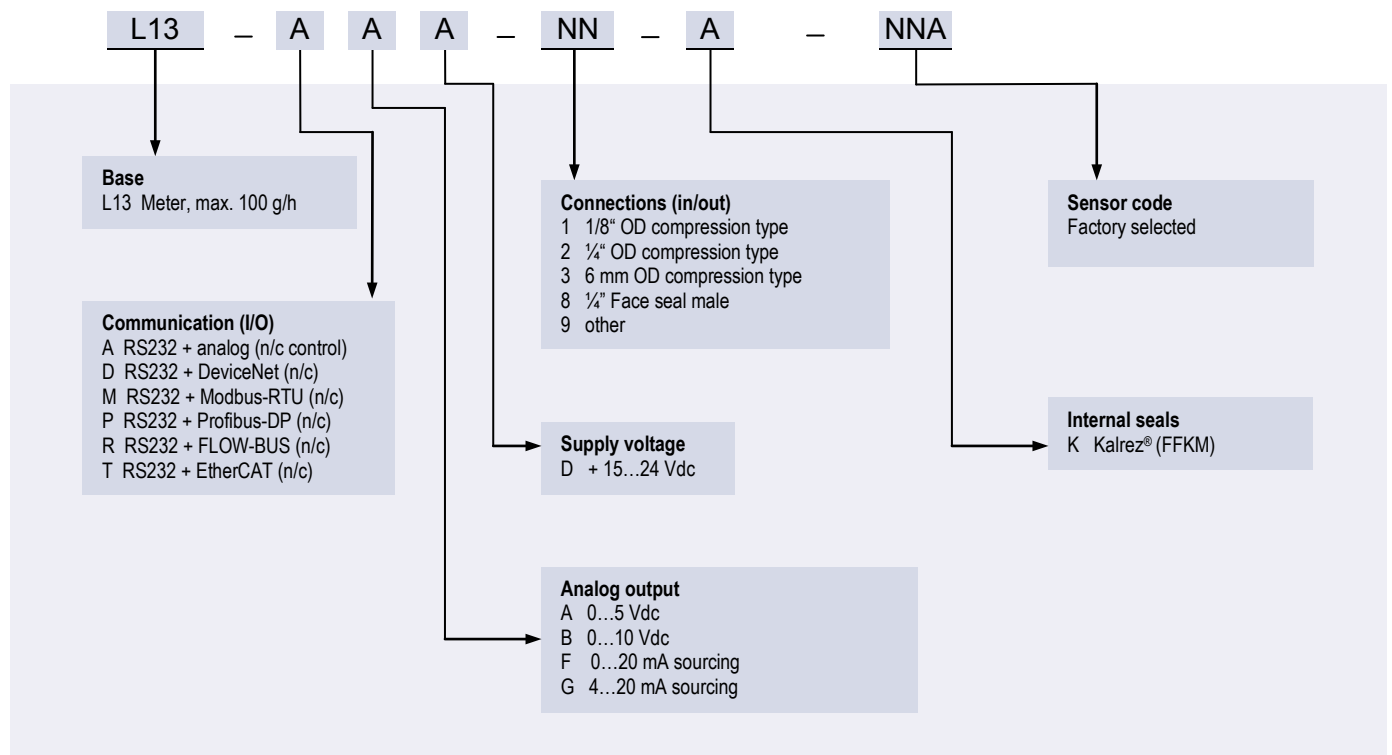 L13 – A A A – NN – A – NNA
Base
L13 Meter, max. 100 g/h
Communication (I/O)
A RS232 + analog (n/c control)
D RS232 + DeviceNet (n/c)
M RS232 + Modbus-RTU (n/c)
P RS232 + Profibus-DP (n/c)
R RS232 + FLOW-BUS (n/c)
T RS232 + EtherCAT (n/c)
Connections (in/out)
1 1/8“ OD compression type
2 ¼“ OD compression type
3 6 mm OD compression type
8 ¼” Face seal male
9 other
Supply voltage
D + 15…24 Vdc
Analog output
A 0…5 Vdc
B 0…10 Vdc
F 0…20 mA sourcing
G 4…20 mA sourcing
Sensor code
Factory selected
Internal seals
K Kalrez® (FFKM)